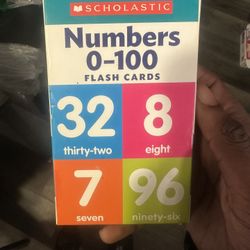 SCHOLASTIC
Numbers
0-100
FLASH CARDS
32 8
thirty-two eight
7 96
seven ninety-six